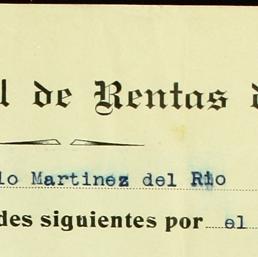 l de Rentas d
lo Martinez del Rio
des siguientes por el